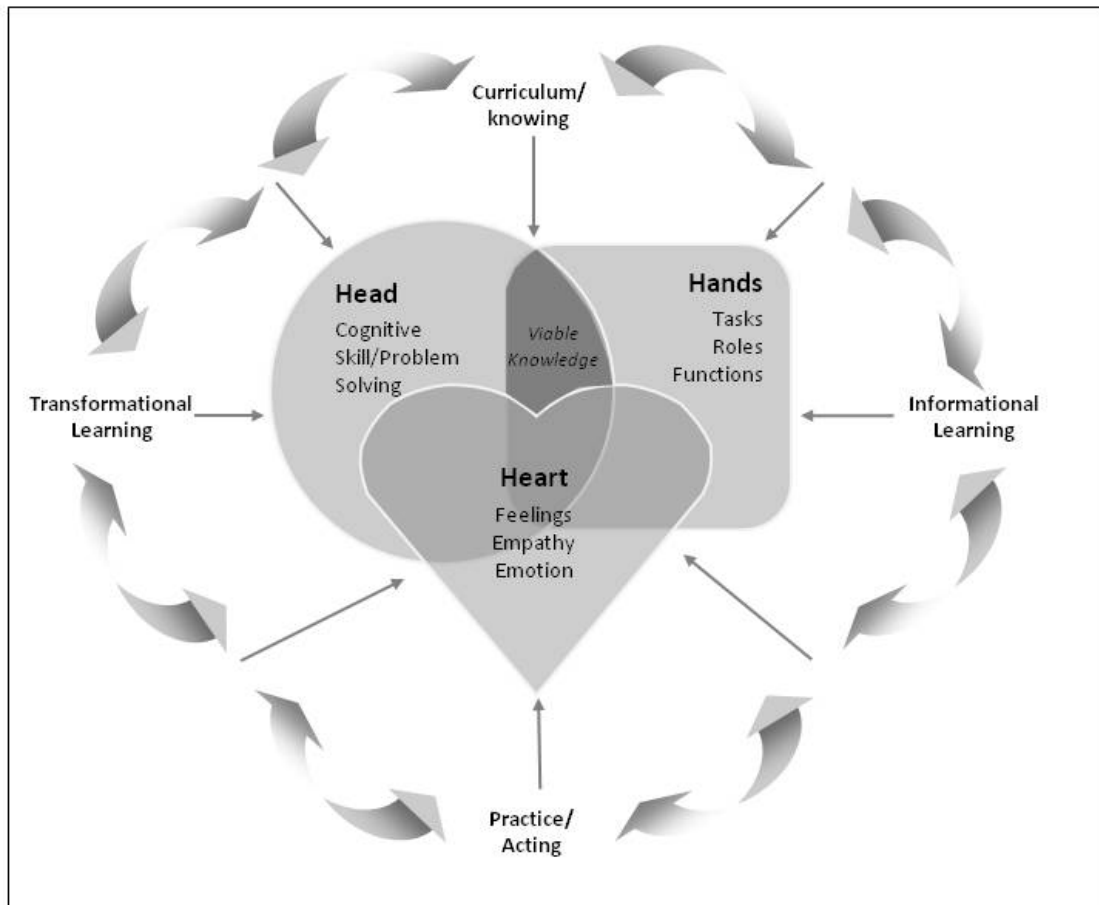 Curriculum/
knowing
Head
Cognitive
Skill/Problem
Solving
Viable
Knowledge
Hands
Tasks
Roles
Functions
Transformational
Learning
Informational
Learning
Heart
Feelings
Empathy
Emotion
Practice/
Acting